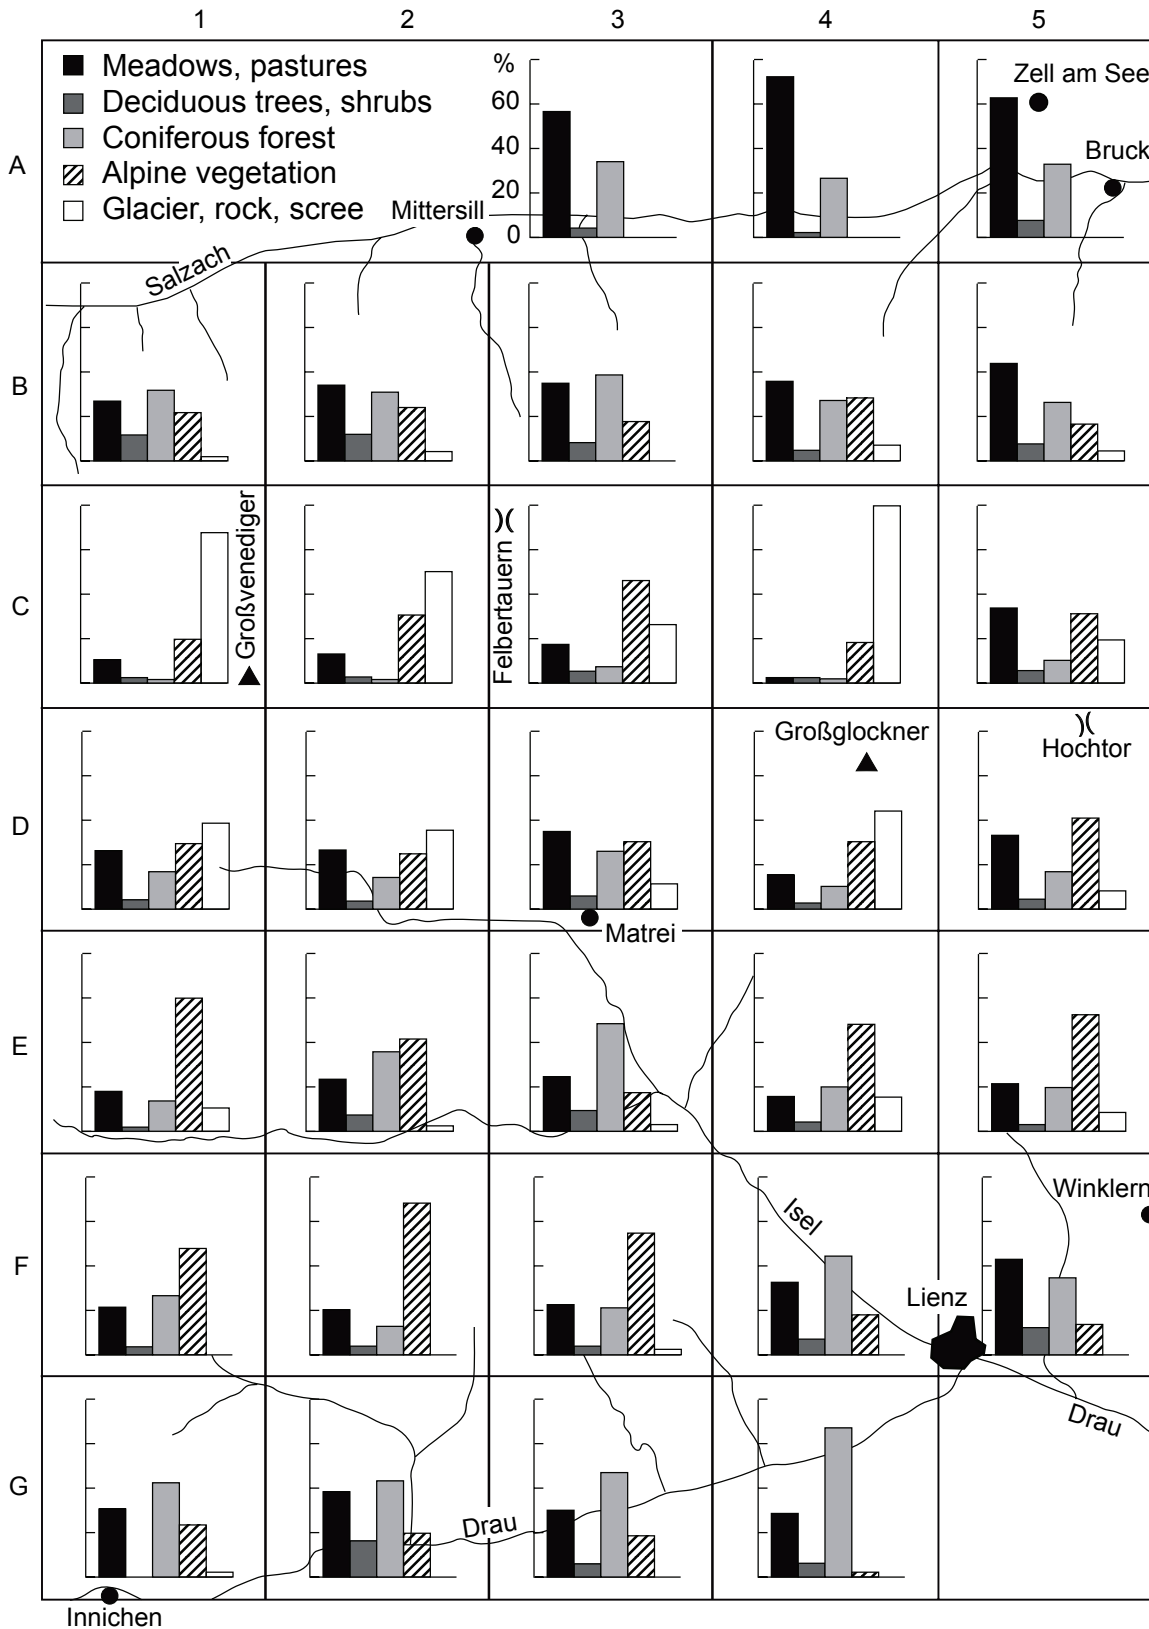 1 2 3 4 5
Meadows, pastures
Deciduous trees, shrubs
Coniferous forest
Alpine vegetation
Glacier, rock, scree
%
60
40
20
0
A
Zell am See
Bruck
Mittersill
Salzach
B
C
Großvenediger
Felbertauern
D
Großglockner
Hochtor
Matrei
E
F
Isel
Winklern
Lienz
G
Drau
Drau
Innichen